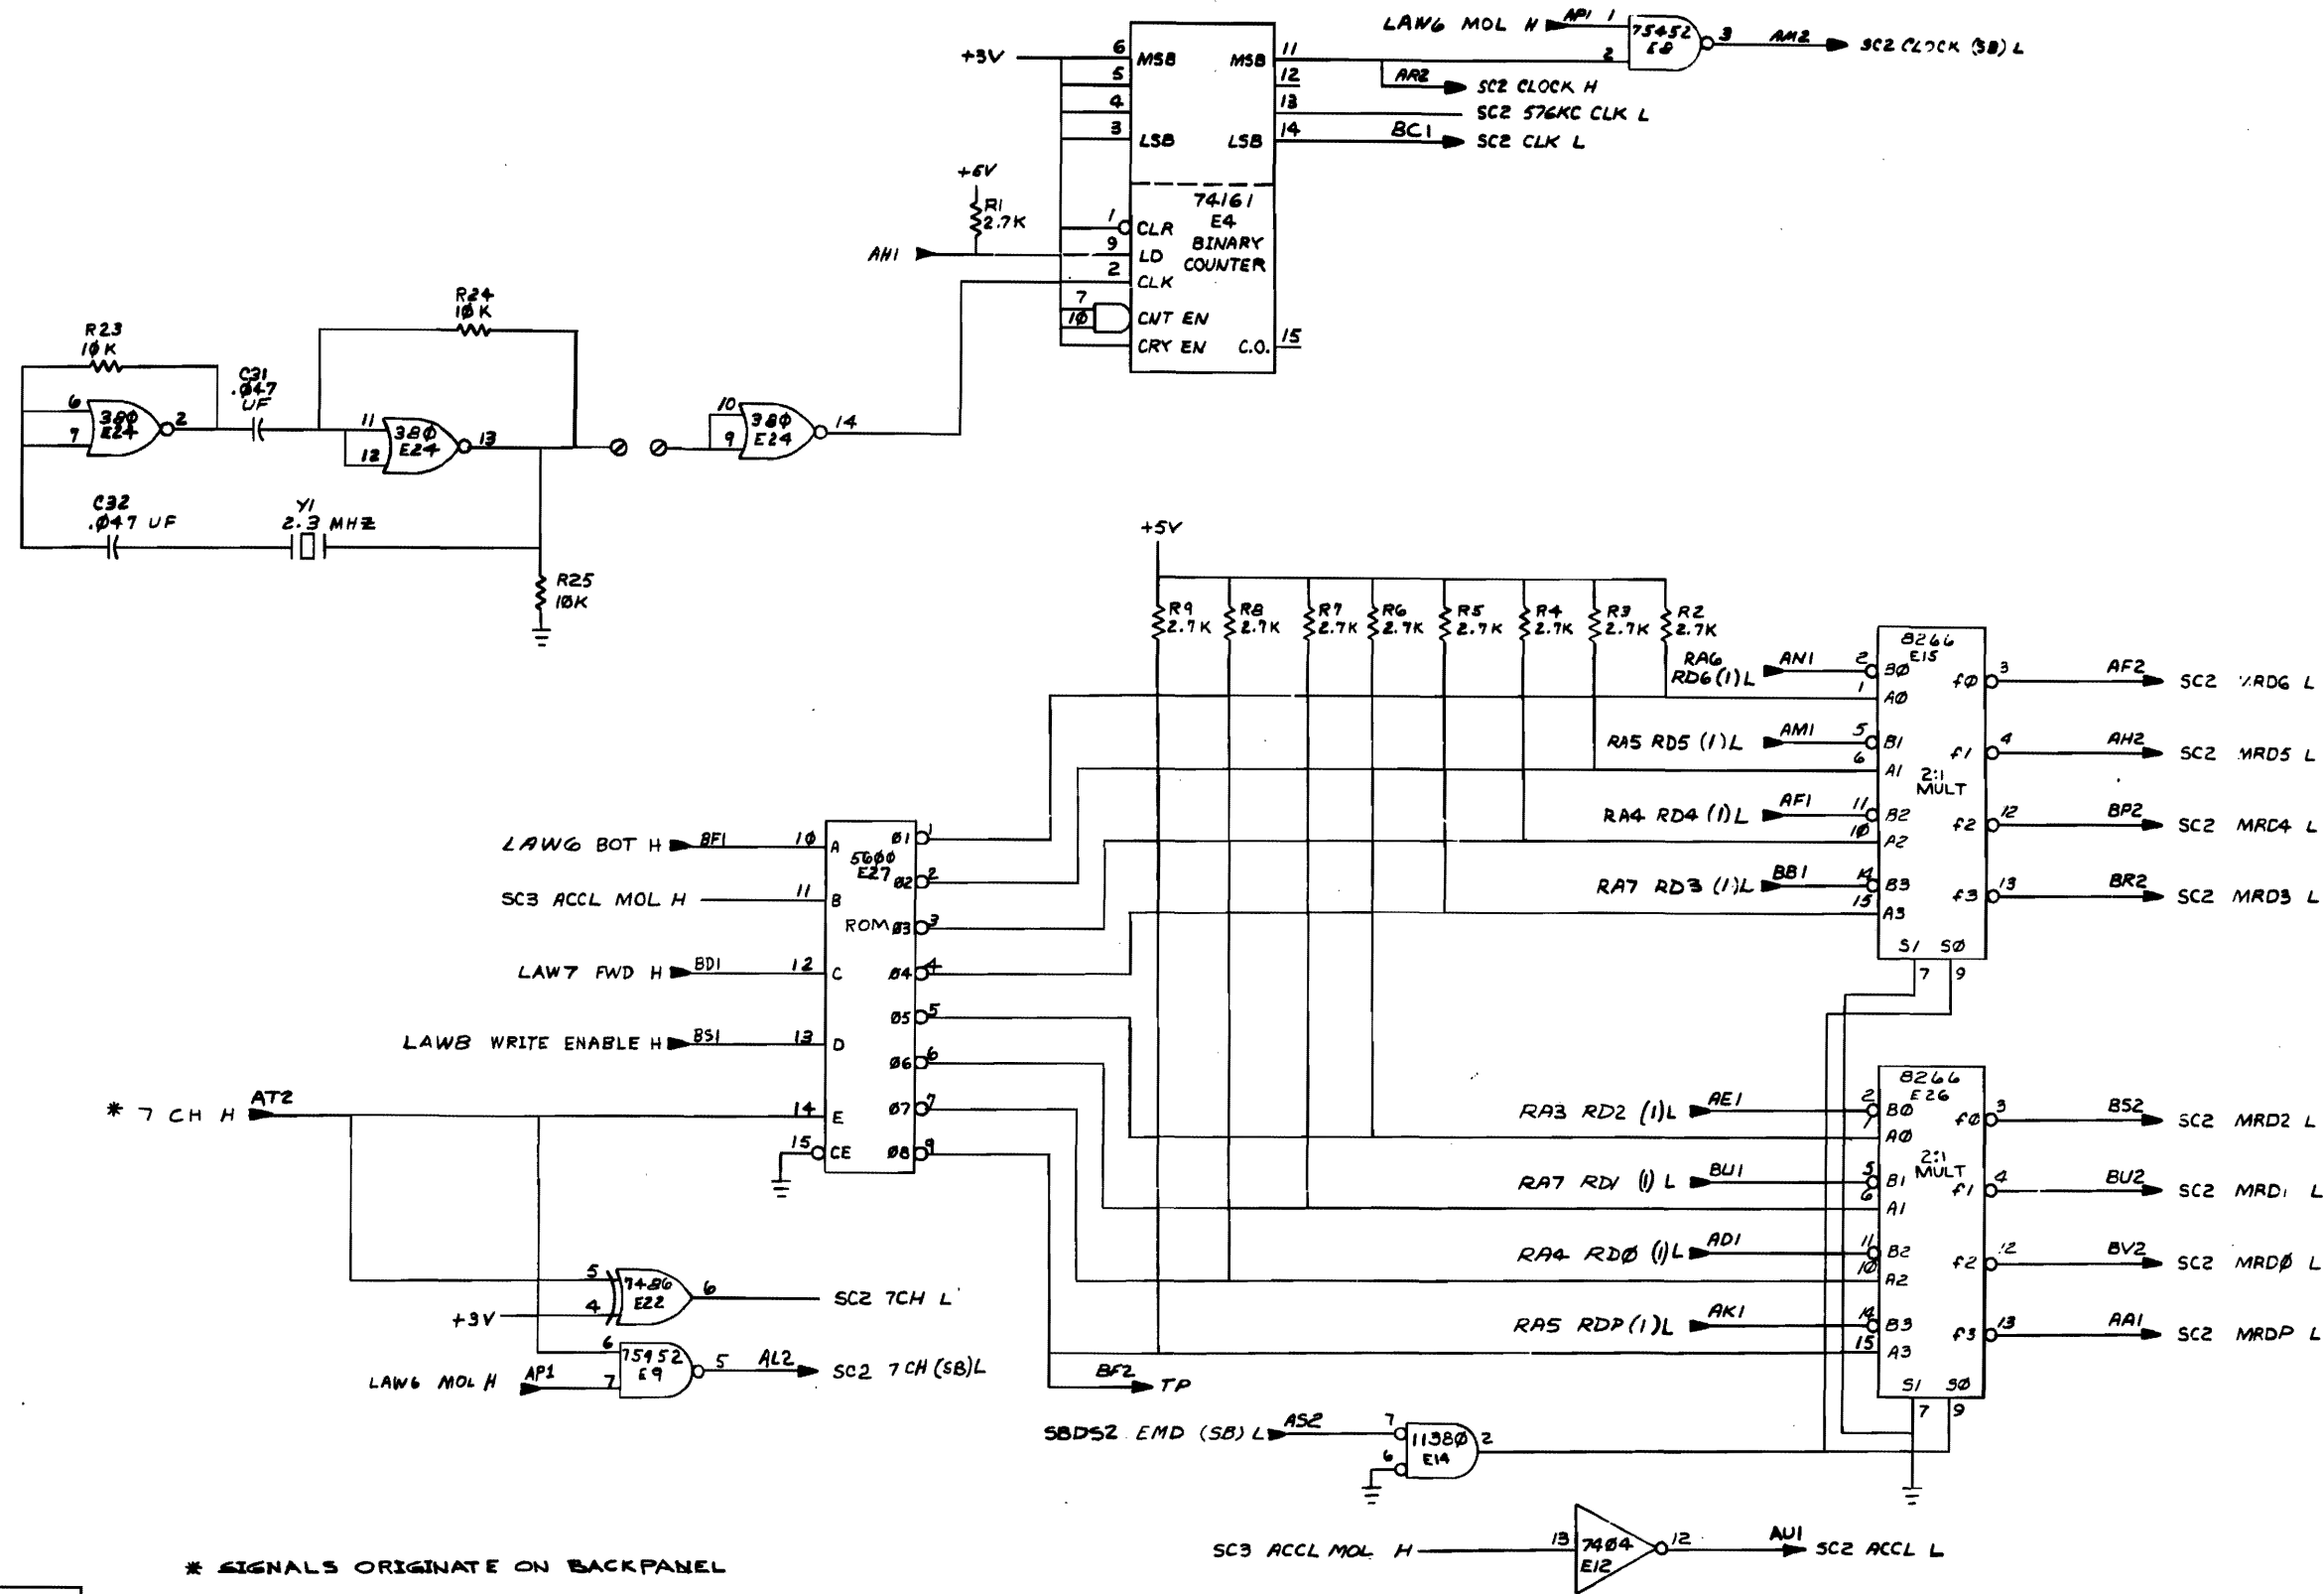 LAW6 MOL H AP1 1
75452
E8
2
3 AM2 SC2 CLOCK (SB) L
+3V
6 MSB MSB 11
5 12
4 13
3 LSB LSB 14
AR2 SC2 CLOCK H
SC2 576KC CLK L
BC1 SC2 CLK L
74161
E4
BINARY
COUNTER
R1
2.7K
AH1
1 CLR
9 LD
2 CLK
7
10 CNT EN
CRY EN C.O. 15
R23
10K
6
7
380
E24
2
C31
.047
UF
R24
10K
11
12
380
E24
13
10
9
380
E24
14
C32
.047 UF
Y1
2.3 MHZ
R25
10K
+5V
R9
2.7K
R8
2.7K
R7
2.7K
R6
2.7K
R5
2.7K
R4
2.7K
R3
2.7K
R2
2.7K
8266
E15
2:1
MULT
RA6
RD6(1)L AN1 2 B0
1 A0
RA5 RD5 (1)L AM1 5 B1
6 A1
RA4 RD4 (1)L AF1 11 B2
10 A2
RA7 RD3 (1)L BB1 14 B3
15 A3
S1 S0
7 9
f0 3 AF2 SC2
f1 4 AH2 SC2 MRD5 L
f2 12 BP2 SC2 MRD4 L
f3 13 BR2 SC2 MRD3 L
LAW6 BOT H BF1 10 A
SC3 ACCL MOL H 11 B
LAW7 FWD H BD1 12 C
LAW8 WRITE ENABLE H BS1 13 D
* 7 CH H AT2 14 E
15 CE
5600
E27
ROM
01 1
02 2
03 3
04 4
05 5
06 6
07 7
08 9
8266
E26
2:1
MULT
RA3 RD2 (1)L AE1 2 B0
A0
RA7 RD1 (1) L BU1 5 B1
6 A1
RA4 RD0 (1)L AD1 11 B2
10 A2
RA5 RDP(1)L AK1 14 B3
15 A3
S1 S0
7 9
f0 3 BS2 SC2 MRD2 L
f1 4 BU2 SC2 MRD1 L
f2 12 BV2 SC2 MRD0 L
f3 13 AA1 SC2 MRDP L
5
4
7486
E22
6 SC2 7CH L
+3V
6
7
75452
E9
5 AL2 SC2 7 CH (SB)L
LAW6 MOL H AP1
BF2 TP
SBDS2 EMD (SB) L AS2 7
6
11380
E14
2
SC3 ACCL MOL H 13
7404
E12
12 AU1 SC2 ACCL L
* SIGNALS ORIGINATE ON BACKPANEL